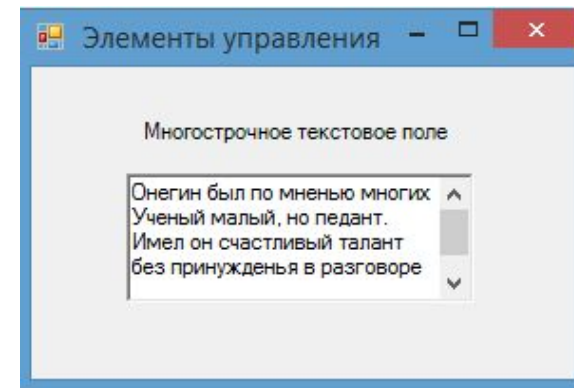 Элементы управления
Многострочное текстовое поле
Онегин был по мненью многих
Ученый малый, но педант.
Имел он счастливый талант
без принужденья в разговоре